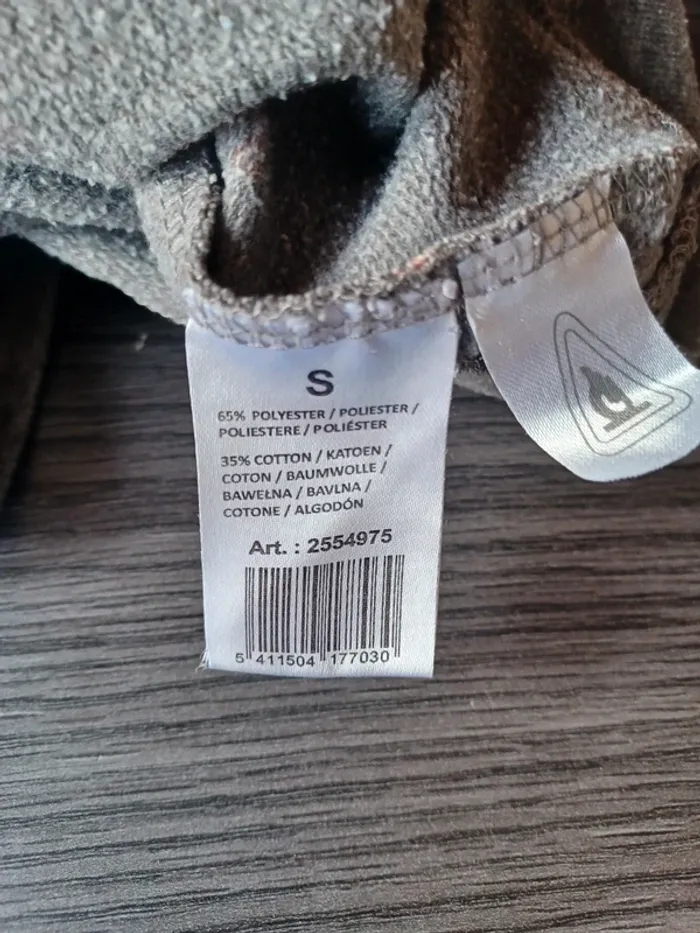 S
65% POLYESTER / POLIESTER /
POLIESTERE / POLIÉSTER
35% COTTON / KATOEN /
COTON / BAUMWOLLE /
BAWEŁNA / BAVLNA /
COTONE / ALGODÓN
Art. : 2554975
5 411504 177030